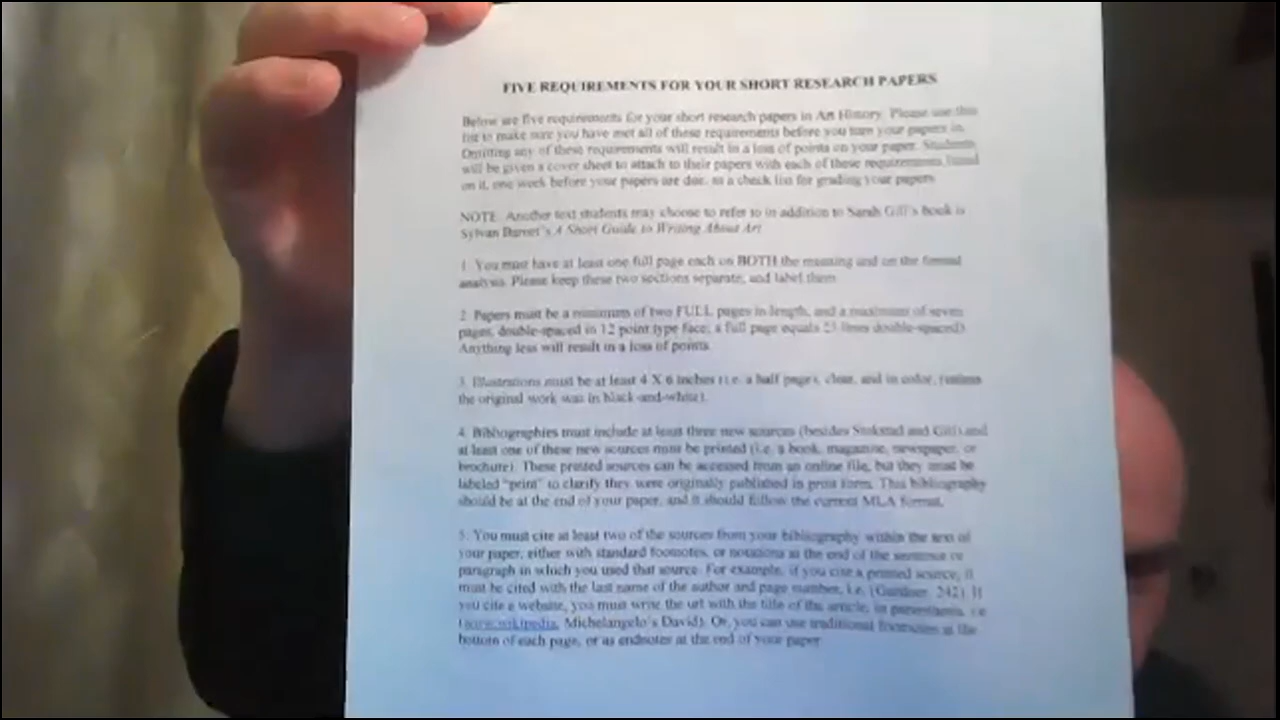 FIVE REQUIREMENTS FOR YOUR SHORT RESEARCH PAPERS
Below are five requirements for your short research papers in Art History. Please use this
list to make sure you have met all of these requirements before you turn your papers in.
Omitting any of these requirements will result in a loss of points on your paper. Students
will be given a cover sheet to attach to their papers with each of these requirements listed
on it, one week before your papers are due, as a check list for grading your papers.
NOTE: Another text students may choose to refer to in addition to Sarah Gill's book is
Sylvan Barnet's A Short Guide to Writing About Art.
1. You must have at least one full page each on BOTH the meaning and on the formal
analysis. Please keep these two sections separate, and label them.
2. Papers must be a minimum of two FULL pages in length, and a maximum of seven
pages, double-spaced in 12 point type face; a full page equals 23 lines double-spaced).
Anything less will result in a loss of points.
3. Illustrations must be at least 4 X 6 inches (i.e. a half page), clear, and in color, (unless
the original work was in black-and-white).
4. Bibliographies must include at least three new sources (besides Stokstad and Gill) and
at least one of these new sources must be printed (i.e. a book, magazine, newspaper, or
brochure). These printed sources can be accessed from an online file, but they must be
labeled "print" to clarify they were originally published in print form. This bibliography
should be at the end of your paper, and it should follow the current MLA format.
5. You must cite at least two of the sources from your bibliography within the text of
your paper, either with standard footnotes, or notations at the end of the sentence or
paragraph in which you used that source. For example, if you cite a printed source, it
must be cited with the last name of the author and page number, i.e. (Gardner, 242). If
you cite a website, you must write the url with the title of the article, in parentheses, i.e.
(www.wikipedia, Michelangelo's David). Or, you can use traditional footnotes at the
bottom of each page, or as endnotes at the end of your paper.